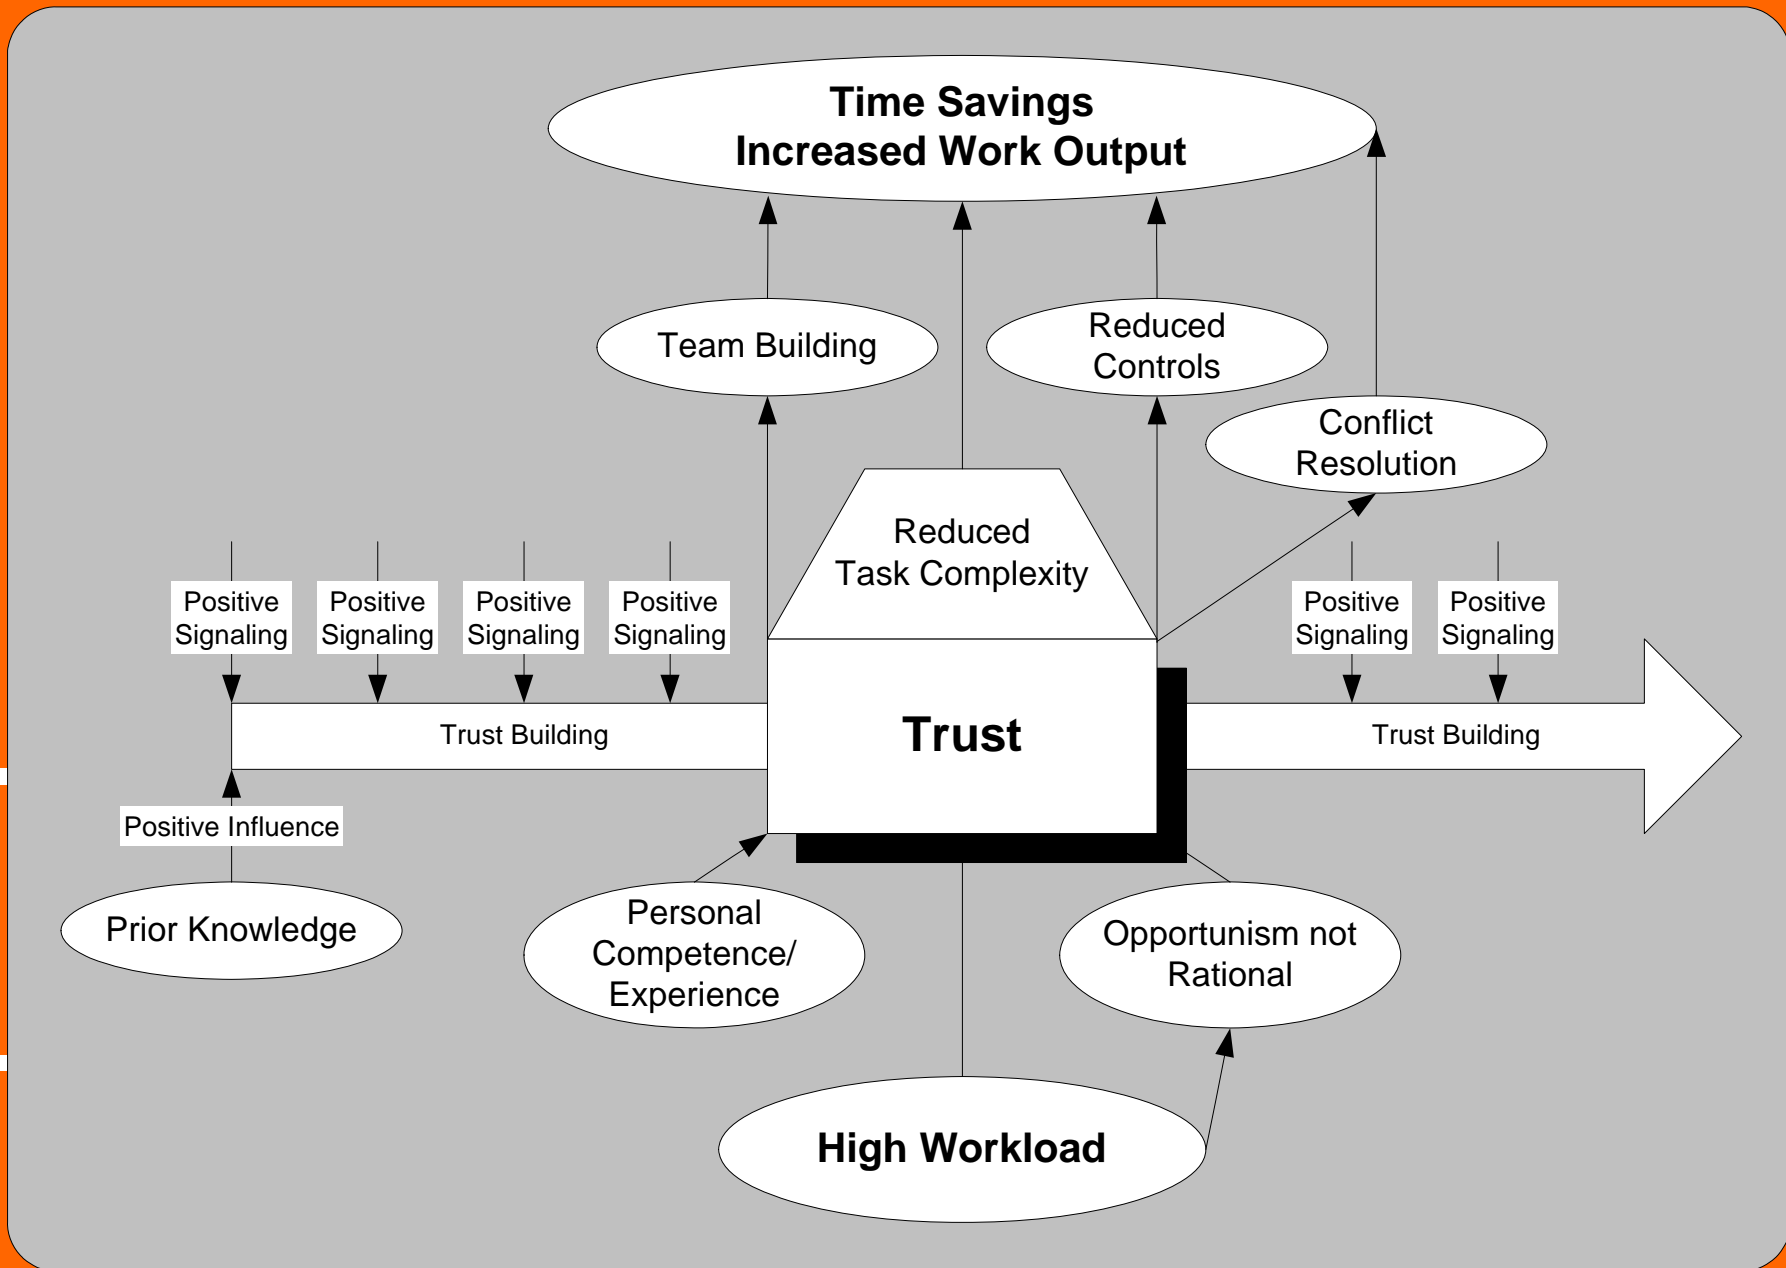 Time Savings
Increased Work Output
Team Building
Reduced
Controls
Conflict
Resolution
Reduced
Task Complexity
Positive
Signaling
Positive
Signaling
Positive
Signaling
Positive
Signaling
Positive
Signaling
Positive
Signaling
Trust Building
Trust
Trust Building
Positive Influence
Prior Knowledge
Personal
Competence/
Experience
Opportunism not
Rational
High Workload